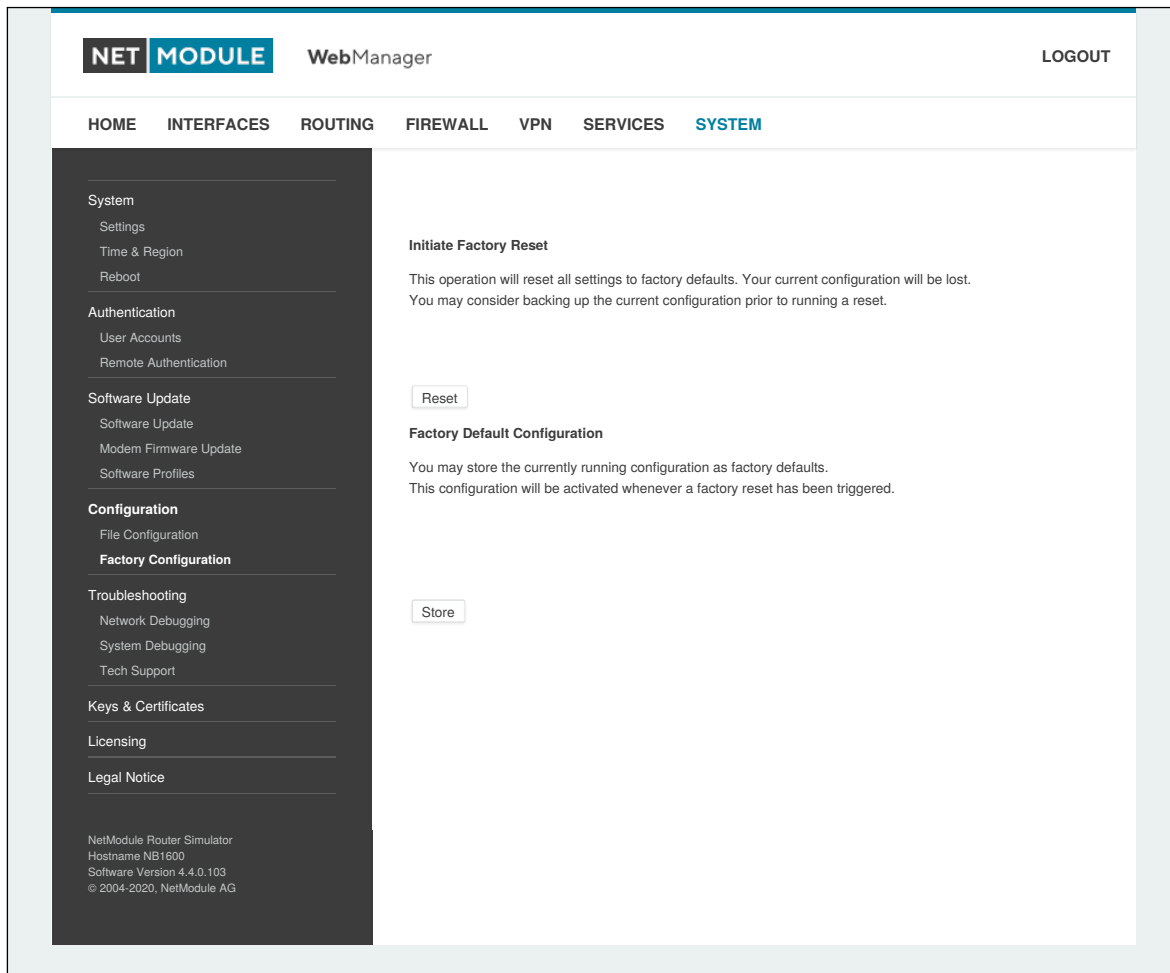 NET MODULE WebManager LOGOUT
HOME INTERFACES ROUTING FIREWALL VPN SERVICES SYSTEM
System
Settings
Time & Region
Reboot
Authentication
User Accounts
Remote Authentication
Software Update
Software Update
Modem Firmware Update
Software Profiles
Configuration
File Configuration
Factory Configuration
Troubleshooting
Network Debugging
System Debugging
Tech Support
Keys & Certificates
Licensing
Legal Notice
NetModule Router Simulator
Hostname NB1600
Software Version 4.4.0.103
© 2004-2020, NetModule AG
Initiate Factory Reset
This operation will reset all settings to factory defaults. Your current configuration will be lost.
You may consider backing up the current configuration prior to running a reset.
Reset
Factory Default Configuration
You may store the currently running configuration as factory defaults.
This configuration will be activated whenever a factory reset has been triggered.
Store